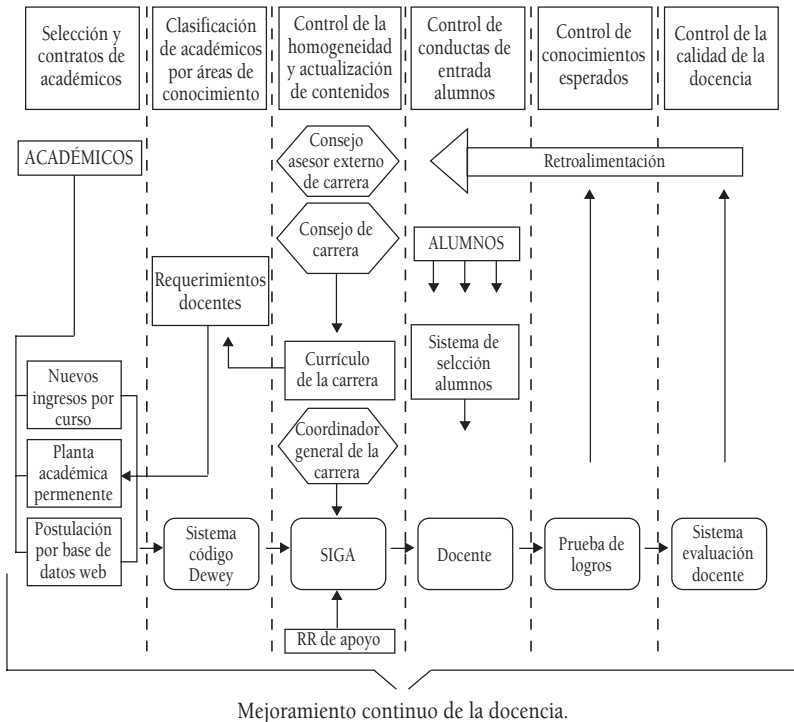 Selección y
contratos de
académicos
Clasificación
de académicos
por áreas de
conocimiento
Control de la
homogeneidad
y actualización
de contenidos
Control de
conductas de
entrada
alumnos
Control de
conocimientos
esperados
Control de la
calidad de la
docencia
ACADÉMICOS
Consejo
asesor externo
de carrera
Retroalimentación
Consejo de
carrera
ALUMNOS
Requerimientos
docentes
Currículo
de la carrera
Sistema de
selcción
alumnos
Nuevos
ingresos por
curso
Coordinador
general de la
carrera
Planta
académica
permenente
Postulación
por base de
datos web
Sistema
código
Dewey
SIGA
Docente
Prueba de
logros
Sistema
evaluación
docente
RR de apoyo
Mejoramiento continuo de la docencia.